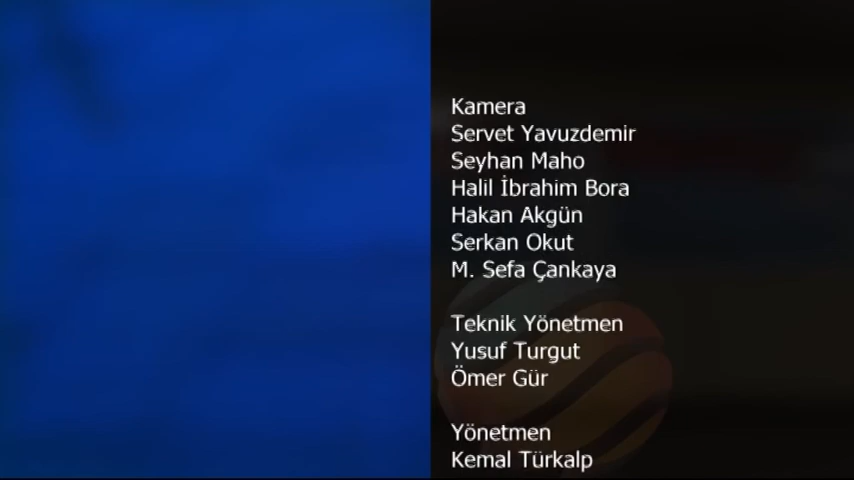 Kamera
Servet Yavuzdemir
Seyhan Maho
Halil İbrahim Bora
Hakan Akgün
Serkan Okut
M. Sefa Çankaya
Teknik Yönetmen
Yusuf Turgut
Ömer Gür
Yönetmen
Kemal Türkalp